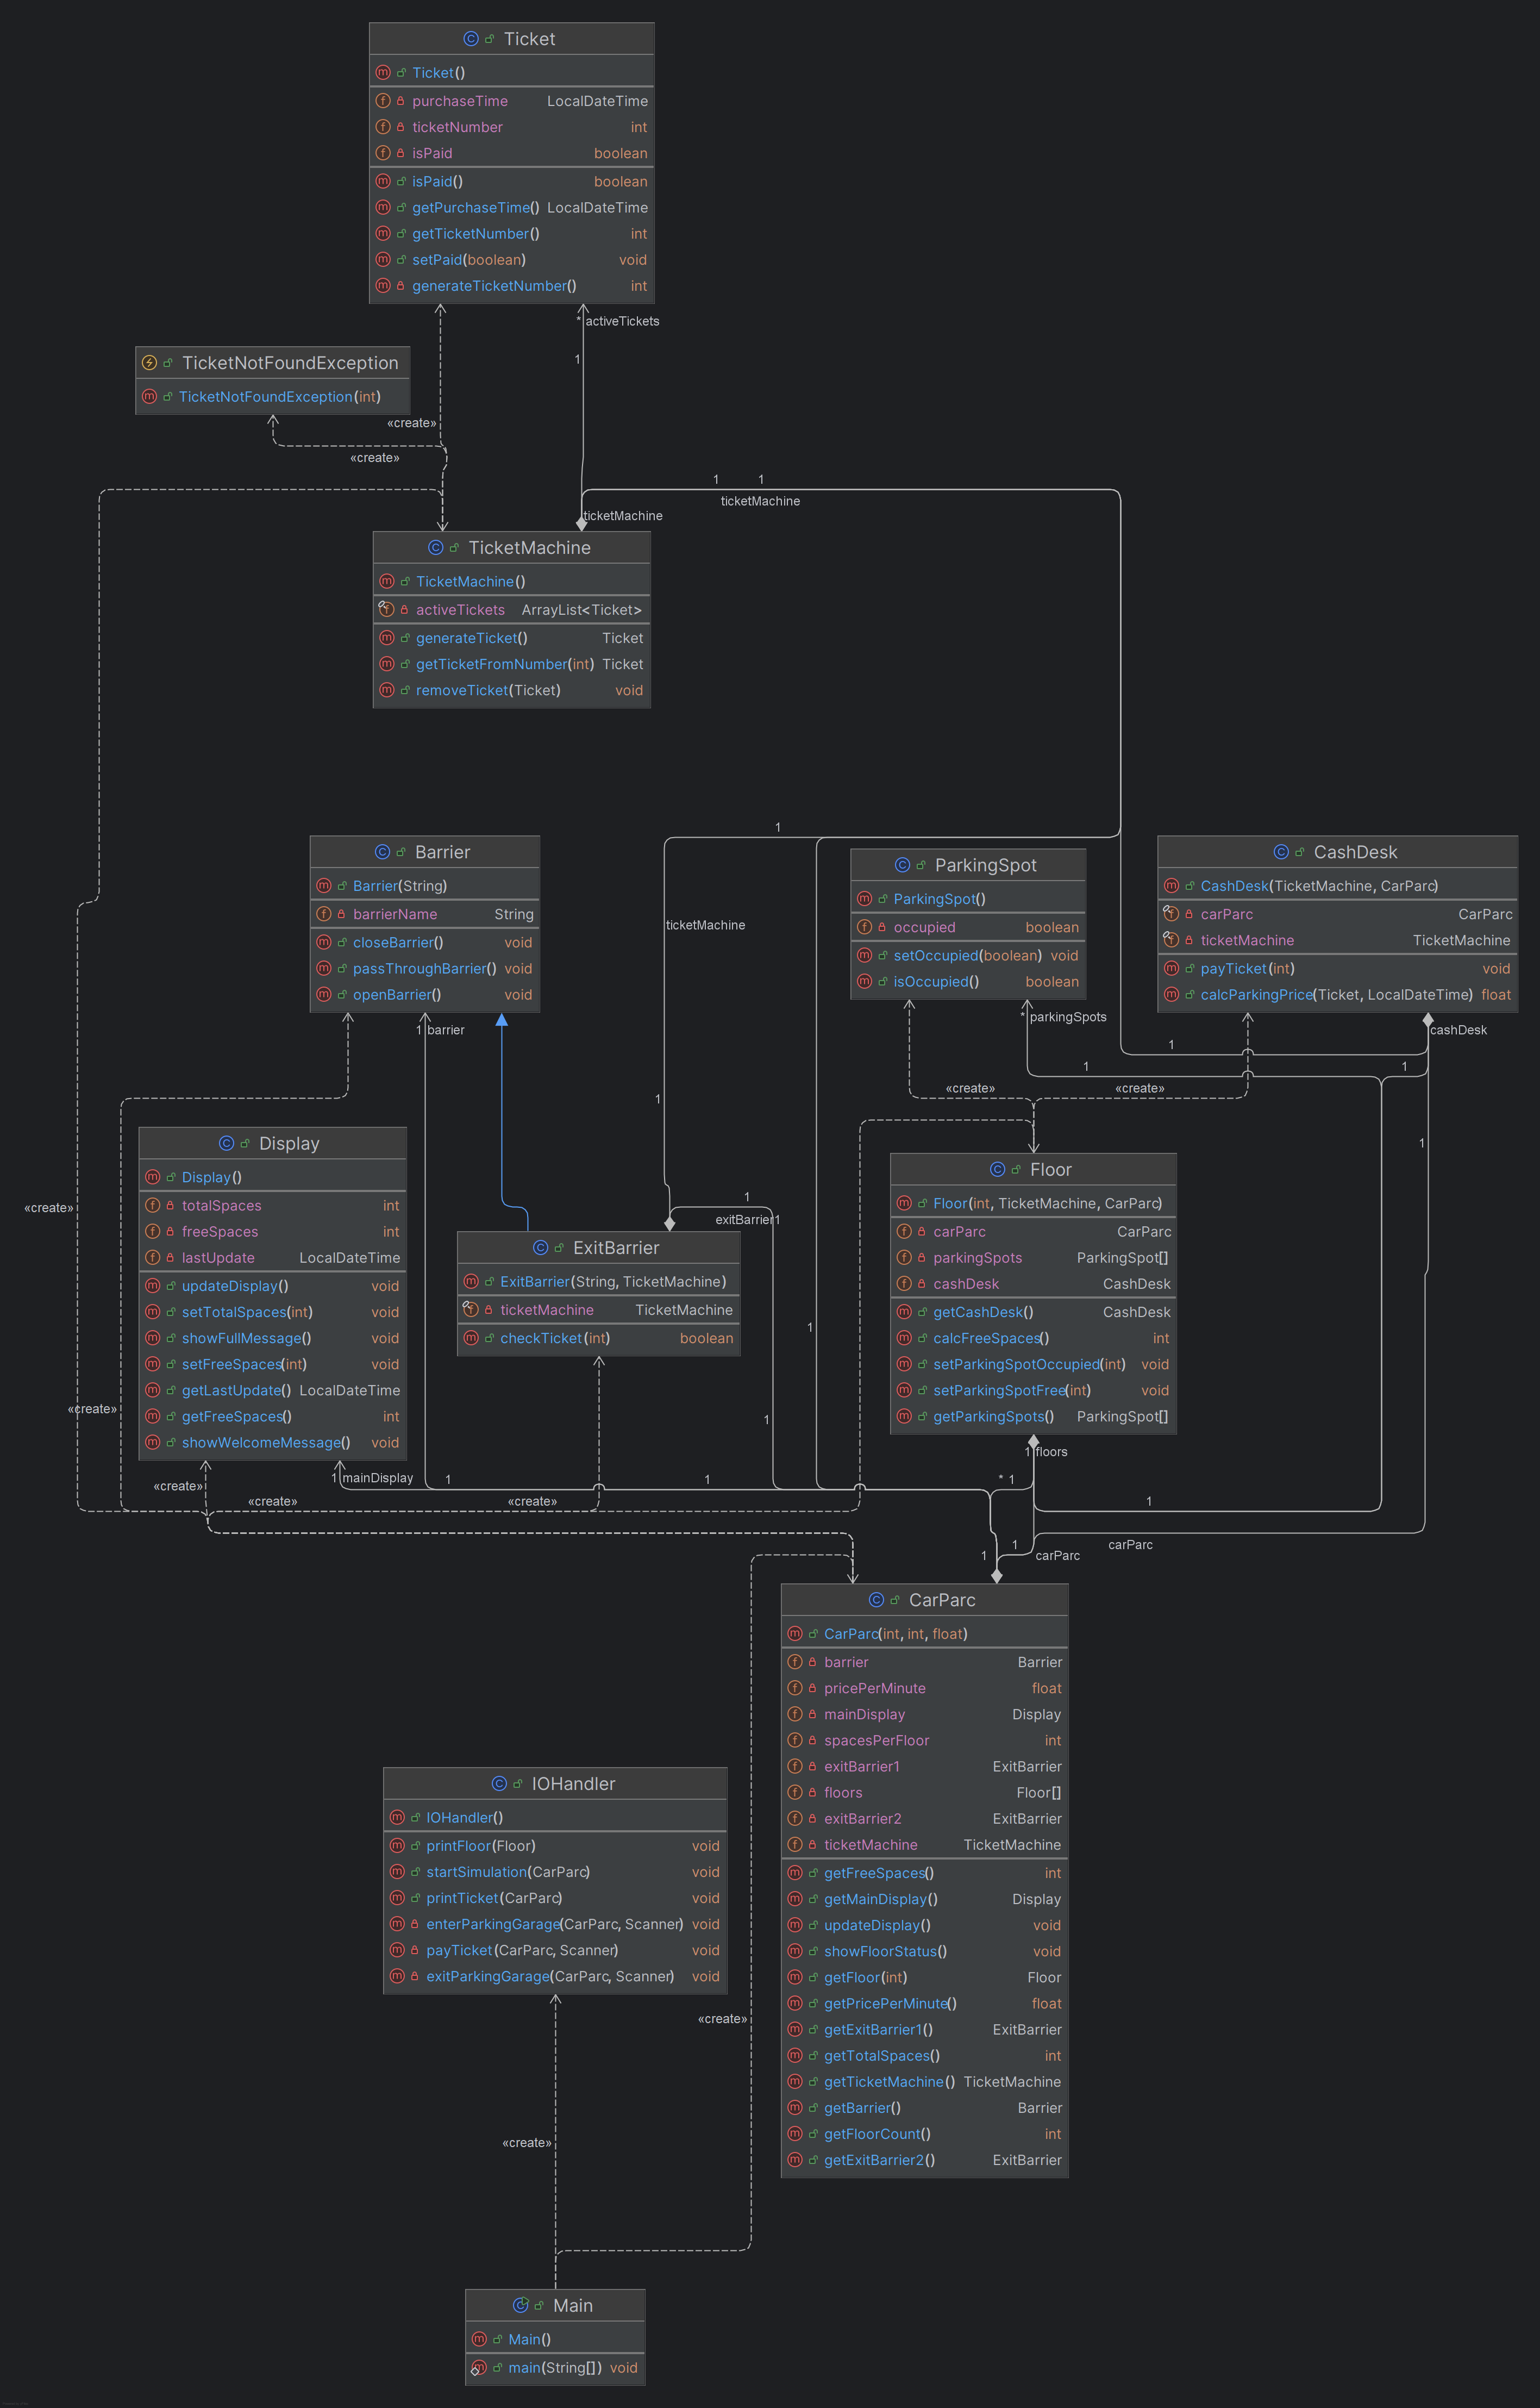 Ticket
Ticket()
purchaseTime LocalDateTime
ticketNumber int
isPaid boolean
isPaid() boolean
getPurchaseTime() LocalDateTime
getTicketNumber() int
setPaid(boolean) void
generateTicketNumber() int
* activeTickets
1
TicketNotFoundException
TicketNotFoundException(int)
«create»
«create»
1 1
ticketMachine
ticketMachine
TicketMachine
TicketMachine()
activeTickets ArrayList<Ticket>
generateTicket() Ticket
getTicketFromNumber(int) Ticket
removeTicket(Ticket) void
1
Barrier
Barrier(String)
barrierName String
closeBarrier() void
passThroughBarrier() void
openBarrier() void
1 barrier
ticketMachine
ParkingSpot
ParkingSpot()
occupied boolean
setOccupied(boolean) void
isOccupied() boolean
* parkingSpots
CashDesk
CashDesk(TicketMachine, CarParc)
carParc CarParc
ticketMachine TicketMachine
payTicket(int) void
calcParkingPrice(Ticket, LocalDateTime) float
cashDesk
1
1 1
«create» «create»
1
1
Display
Display()
totalSpaces int
freeSpaces int
lastUpdate LocalDateTime
updateDisplay() void
setTotalSpaces(int) void
showFullMessage() void
setFreeSpaces(int) void
getLastUpdate() LocalDateTime
getFreeSpaces() int
showWelcomeMessage() void
«create»
«create»
1
exitBarrier1
ExitBarrier
ExitBarrier(String, TicketMachine)
ticketMachine TicketMachine
checkTicket(int) boolean
1
1
Floor
Floor(int, TicketMachine, CarParc)
carParc CarParc
parkingSpots ParkingSpot[]
cashDesk CashDesk
getCashDesk() CashDesk
calcFreeSpaces() int
setParkingSpotOccupied(int) void
setParkingSpotFree(int) void
getParkingSpots() ParkingSpot[]
1 floors
1 mainDisplay 1 1 * 1
«create»
«create» «create» 1
1 1 carParc
carParc
CarParc
CarParc(int, int, float)
barrier Barrier
pricePerMinute float
mainDisplay Display
spacesPerFloor int
exitBarrier1 ExitBarrier
floors Floor[]
exitBarrier2 ExitBarrier
ticketMachine TicketMachine
getFreeSpaces() int
getMainDisplay() Display
updateDisplay() void
showFloorStatus() void
getFloor(int) Floor
getPricePerMinute() float
getExitBarrier1() ExitBarrier
getTotalSpaces() int
getTicketMachine() TicketMachine
getBarrier() Barrier
getFloorCount() int
getExitBarrier2() ExitBarrier
IOHandler
IOHandler()
printFloor(Floor) void
startSimulation(CarParc) void
printTicket(CarParc) void
enterParkingGarage(CarParc, Scanner) void
payTicket(CarParc, Scanner) void
exitParkingGarage(CarParc, Scanner) void
«create»
«create»
Main
Main()
main(String[]) void